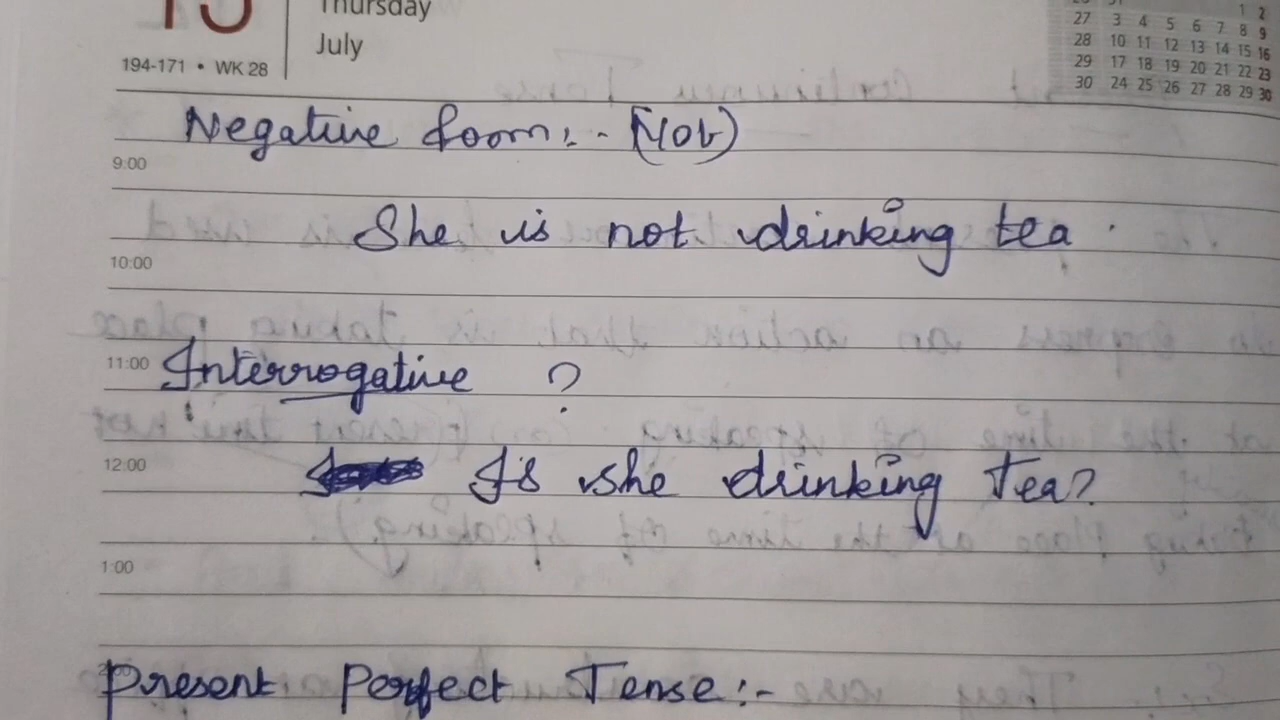 Thursday
July
194-171 • WK 28
1 2
27 3 4 5 6 7 8 9
28 10 11 12 13 14 15 16
29 17 18 19 20 21 22 23
30 24 25 26 27 28 29 30
Negative form:- (Not)
9:00
She is not drinking tea.
10:00
11:00 Interrogative ?
12:00 Is she drinking Tea?
1:00
Present Perfect Tense:-